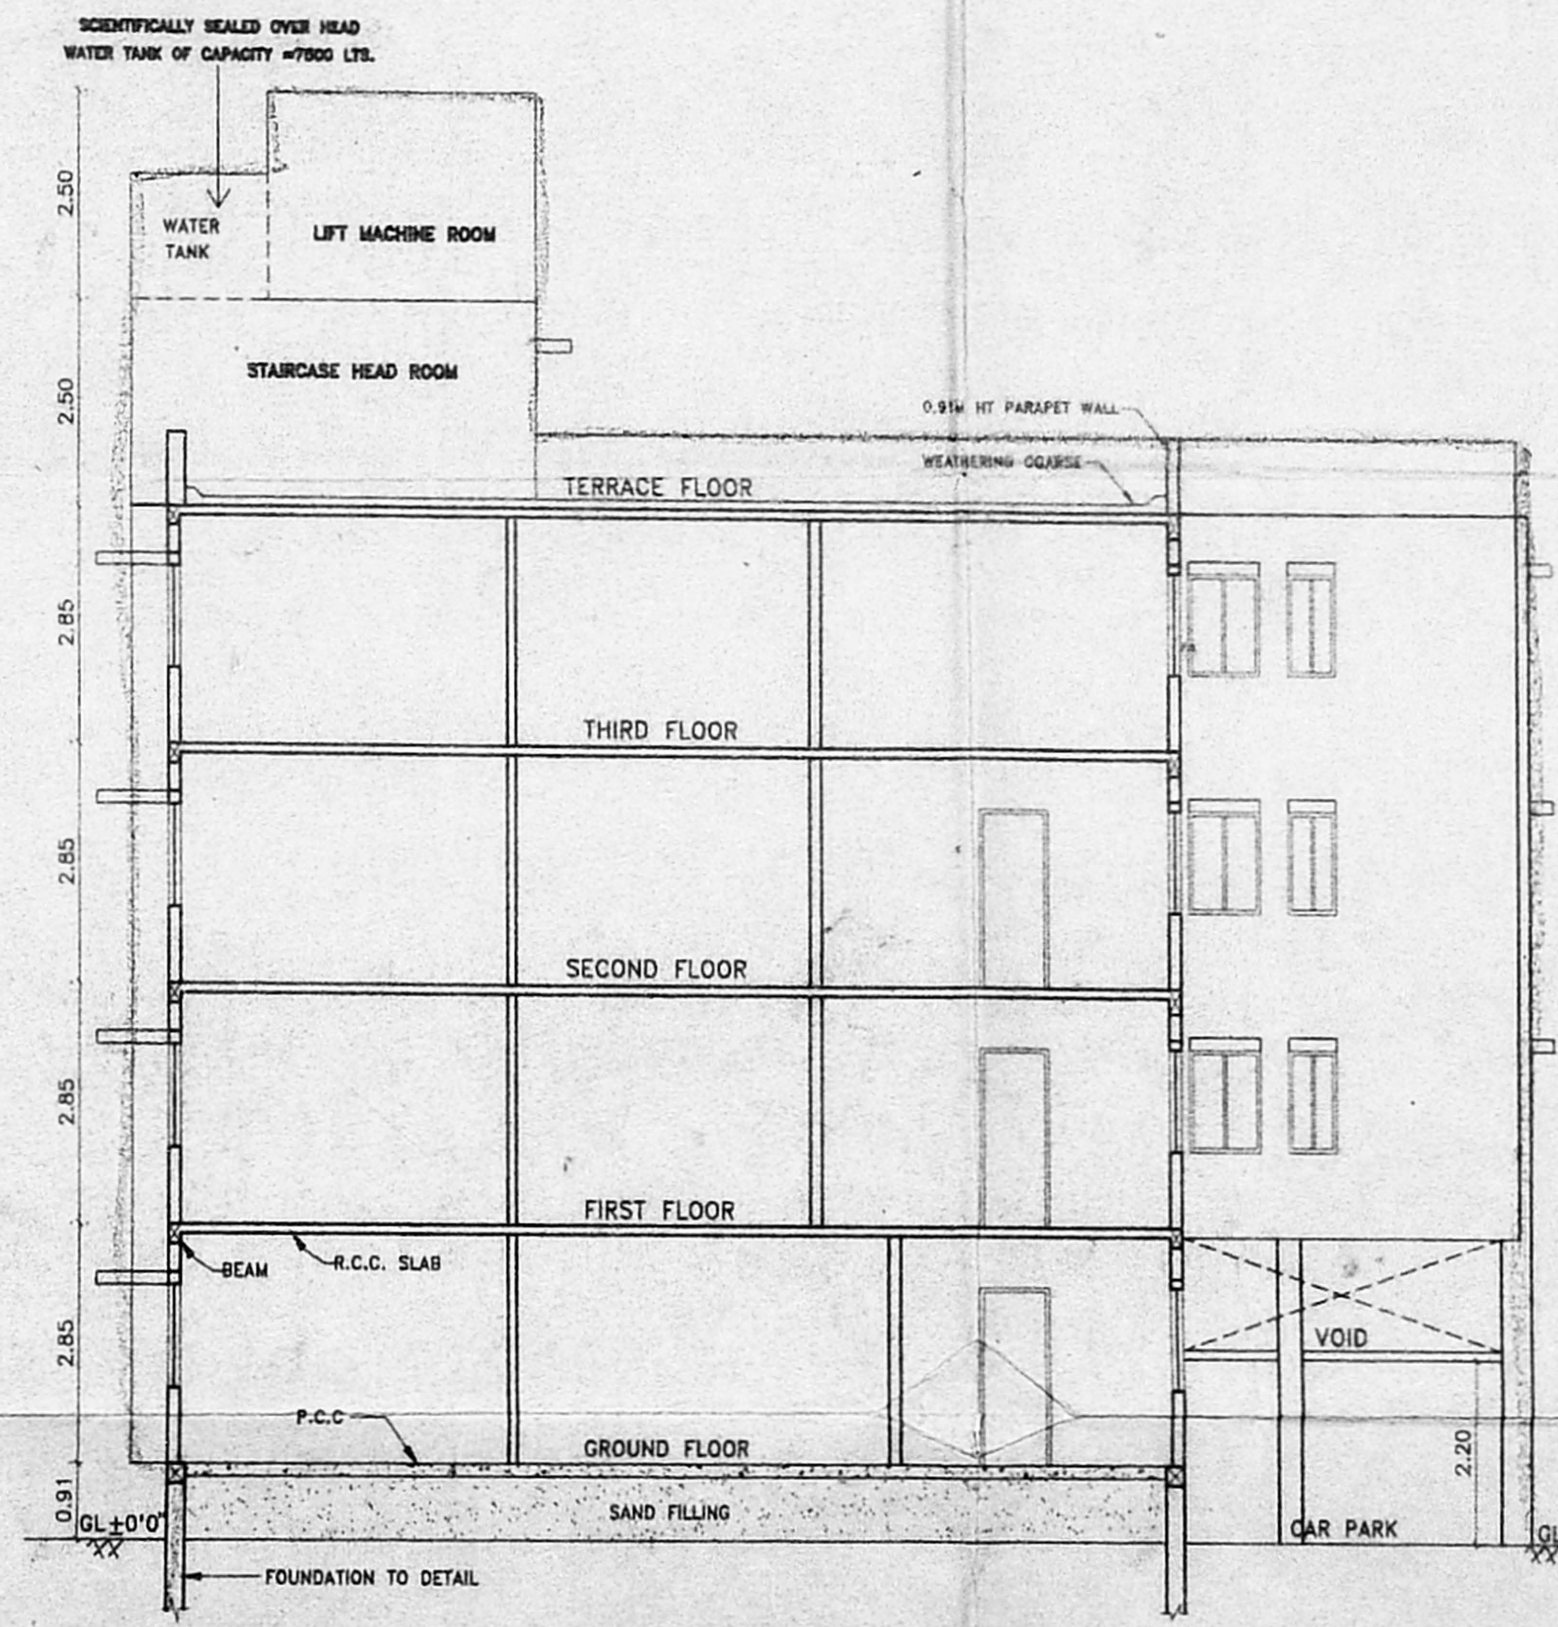 SCIENTIFICALLY SEALED OVER HEAD
WATER TANK OF CAPACITY =7500 LTS.
2.50
WATER
TANK
LIFT MACHINE ROOM
2.50
STAIRCASE HEAD ROOM
0.91M HT PARAPET WALL
WEATHERING COARSE
TERRACE FLOOR
2.85
THIRD FLOOR
2.85
SECOND FLOOR
2.85
FIRST FLOOR
BEAM
R.C.C. SLAB
2.85
VOID
P.C.C
GROUND FLOOR
2.20
0.91
SAND FILLING
GL ±0'0"
CAR PARK
GL
FOUNDATION TO DETAIL